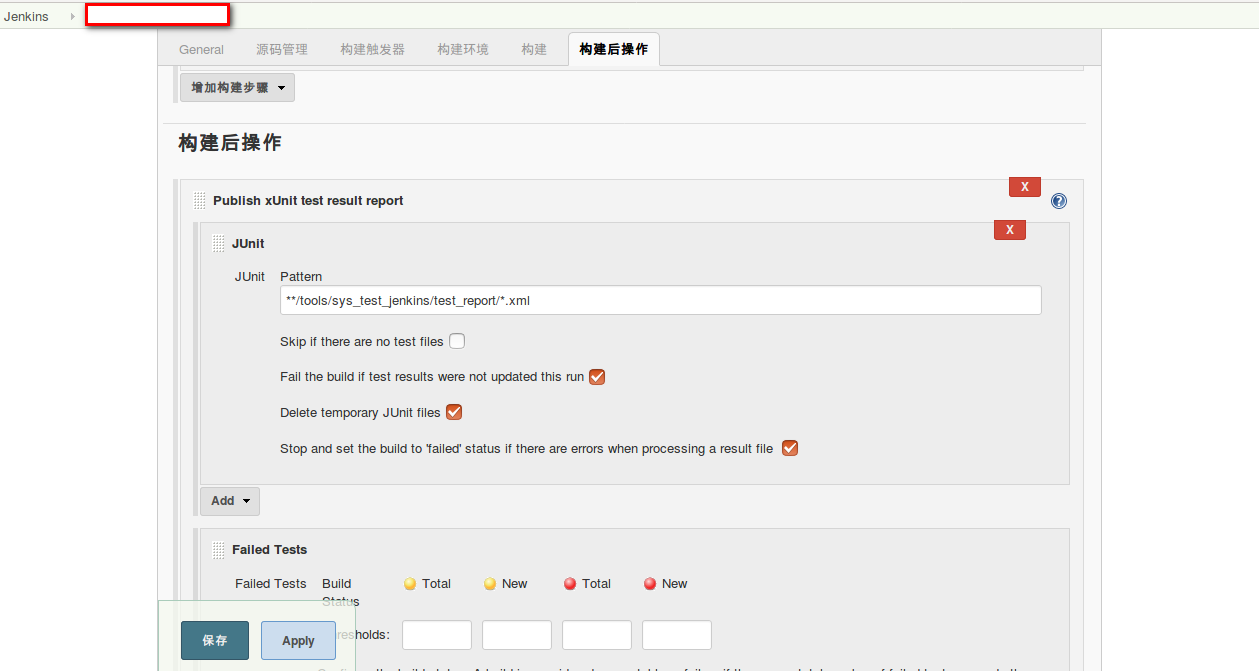 Jenkins
General 源码管理 构建触发器 构建环境 构建 构建后操作
增加构建步骤
构建后操作
X
Publish xUnit test result report
?
X
JUnit
JUnit Pattern
**/tools/sys_test_jenkins/test_report/*.xml
Skip if there are no test files
Fail the build if test results were not updated this run
Delete temporary JUnit files
Stop and set the build to 'failed' status if there are errors when processing a result file
Add
Failed Tests
Failed Tests Build Total New Total New
Status
resholds:
保存 Apply